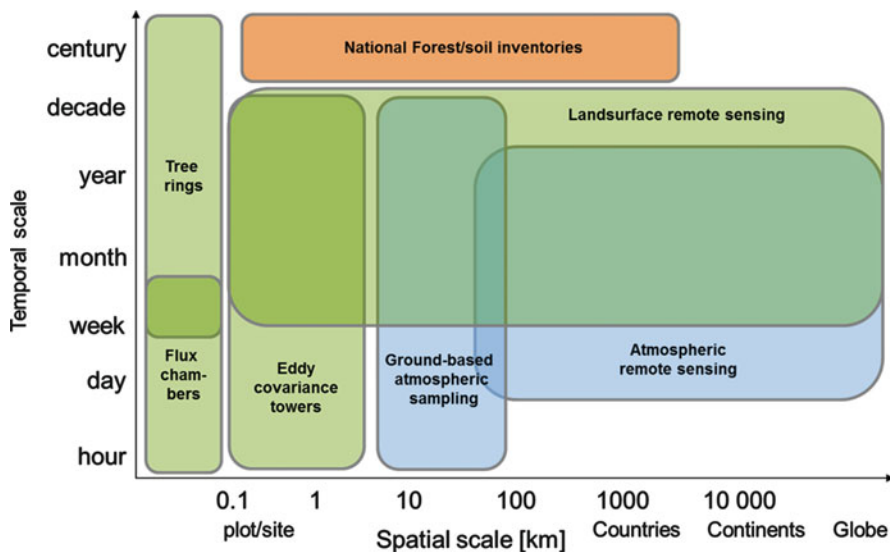 Temporal scale
century
decade
year
month
week
day
hour
National Forest/soil inventories
Landsurface remote sensing
Tree
rings
Flux
cham-
bers
Eddy
covariance
towers
Ground-based
atmospheric
sampling
Atmospheric
remote sensing
0.1 1 10 100 1000 10 000
plot/site Spatial scale [km] Countries Continents Globe